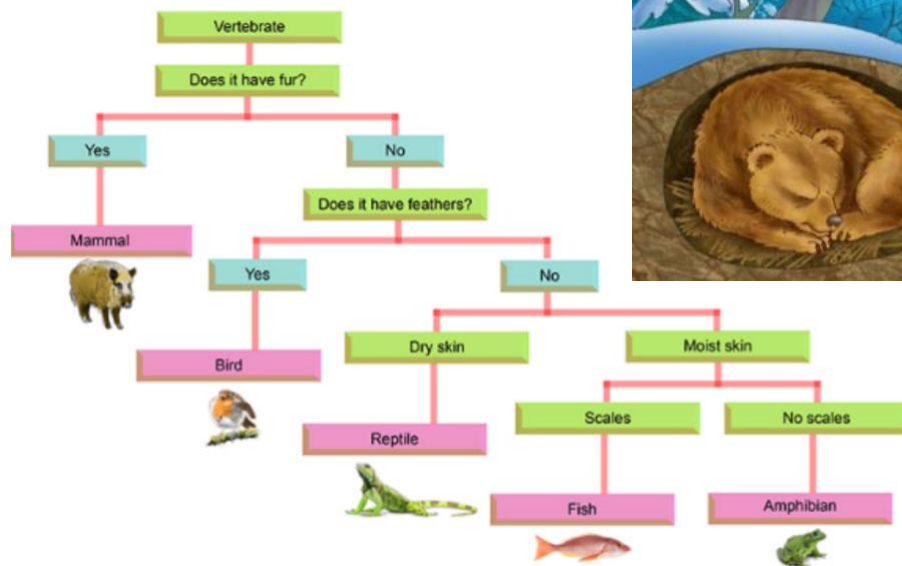 Vertebrate
Does it have fur?
Yes
No
Does it have feathers?
Mammal
Yes
No
Dry skin
Moist skin
Bird
Scales
No scales
Reptile
Fish
Amphibian